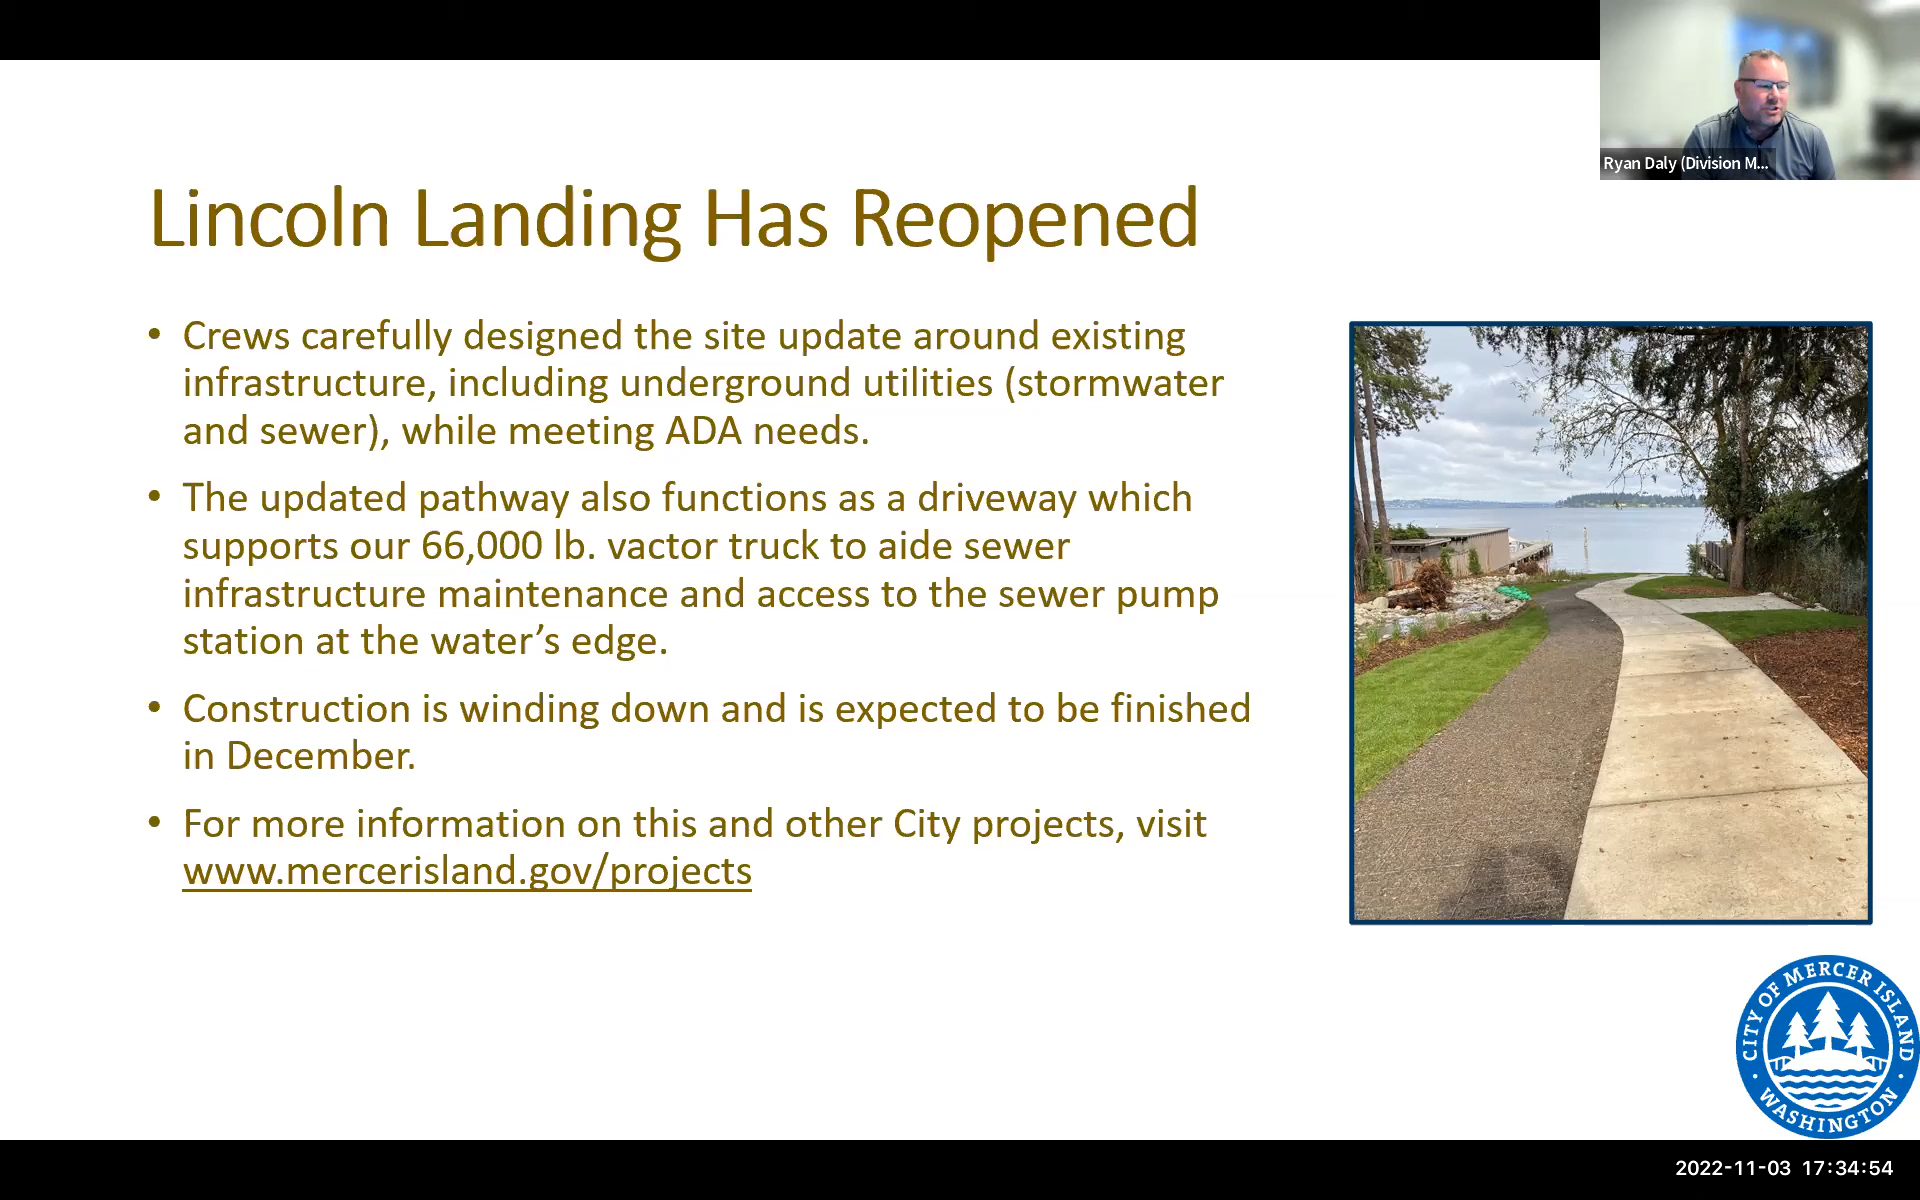 Ryan Daly (Division M...
Lincoln Landing Has Reopened
• Crews carefully designed the site update around existing
infrastructure, including underground utilities (stormwater
and sewer), while meeting ADA needs.
• The updated pathway also functions as a driveway which
supports our 66,000 lb. vactor truck to aide sewer
infrastructure maintenance and access to the sewer pump
station at the water’s edge.
• Construction is winding down and is expected to be finished
in December.
• For more information on this and other City projects, visit
www.mercerisland.gov/projects
CITY OF MERCER ISLAND
• WASHINGTON •
2022-11-03 17:34:54